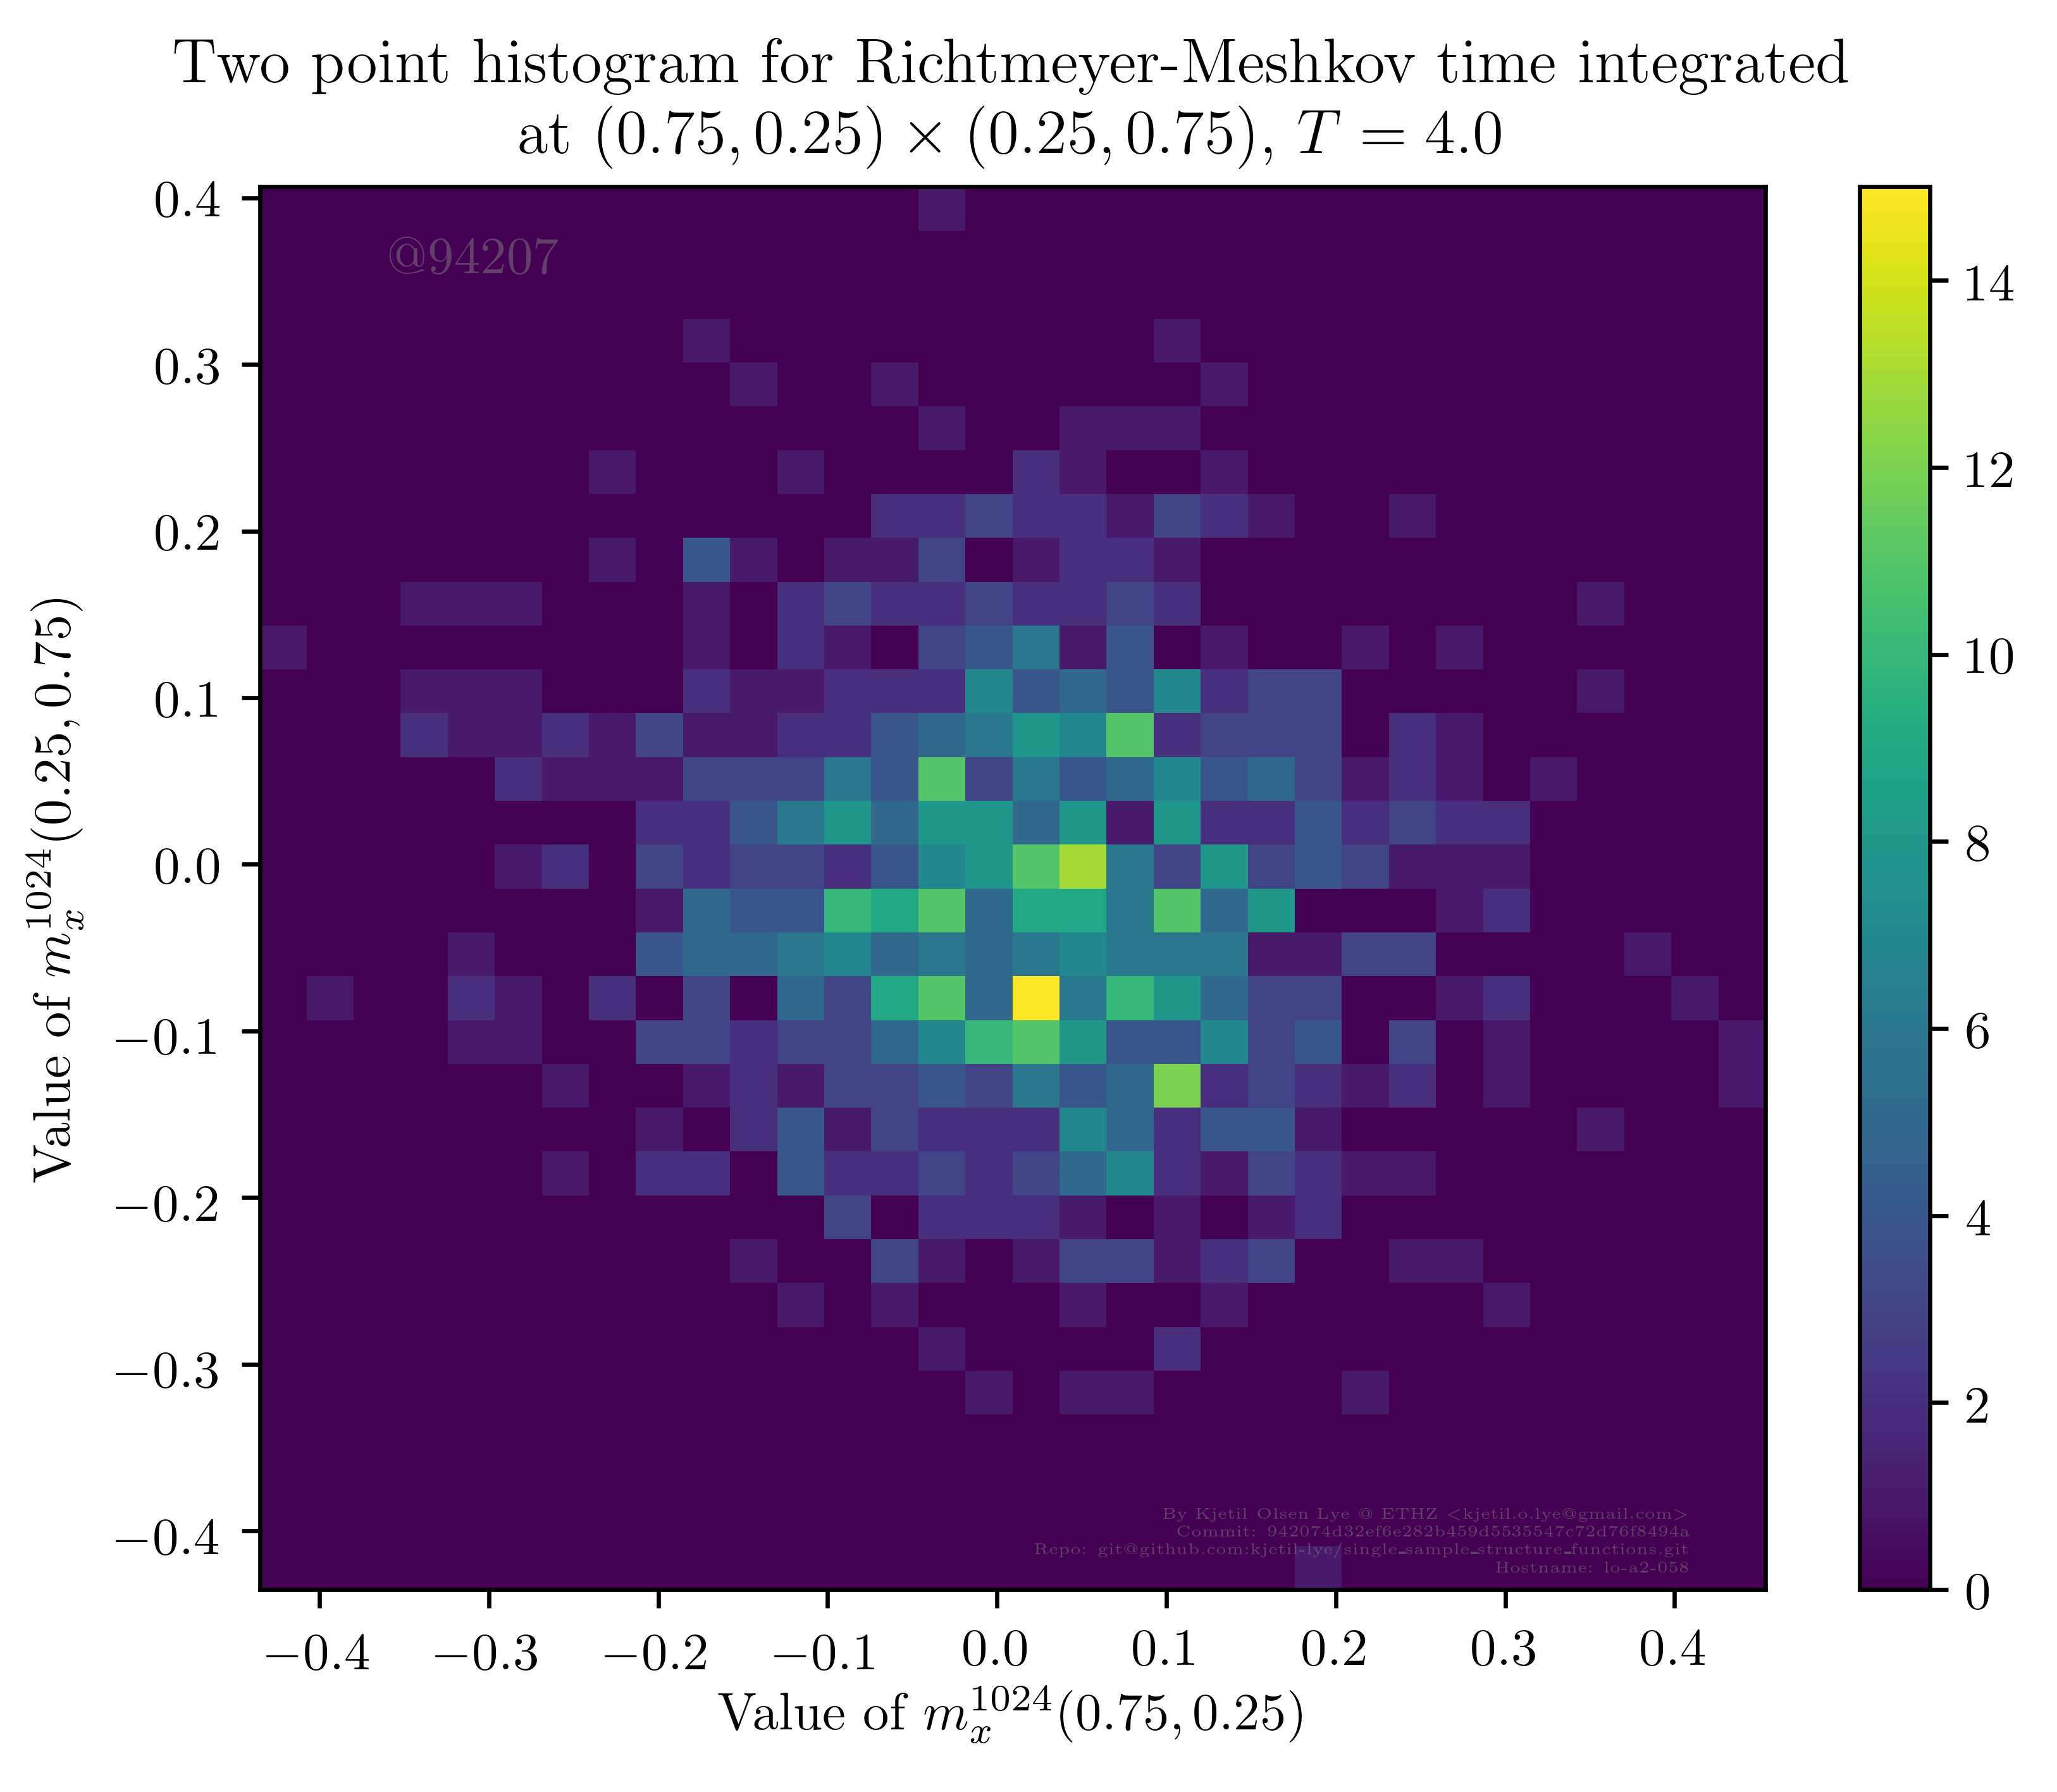 Two point histogram for Richtmeyer-Meshkov time integrated
at (0.75, 0.25) × (0.25, 0.75), T = 4.0
@94207
0.4
0.3
0.2
0.1
0.0
−0.1
−0.2
−0.3
−0.4
Value of m_x^1024(0.25, 0.75)
−0.4 −0.3 −0.2 −0.1 0.0 0.1 0.2 0.3 0.4
Value of m_x^1024(0.75, 0.25)
14
12
10
8
6
4
2
0
By Kjetil Olsen Lye @ ETHZ <kjetil.o.lye@gmail.com>
Commit: 942074d32ef6e282b459d5535547c72d76f8494a
Repo: git@github.com:kjetil-lye/single_sample_structure_functions.git
Hostname: lo-a2-058